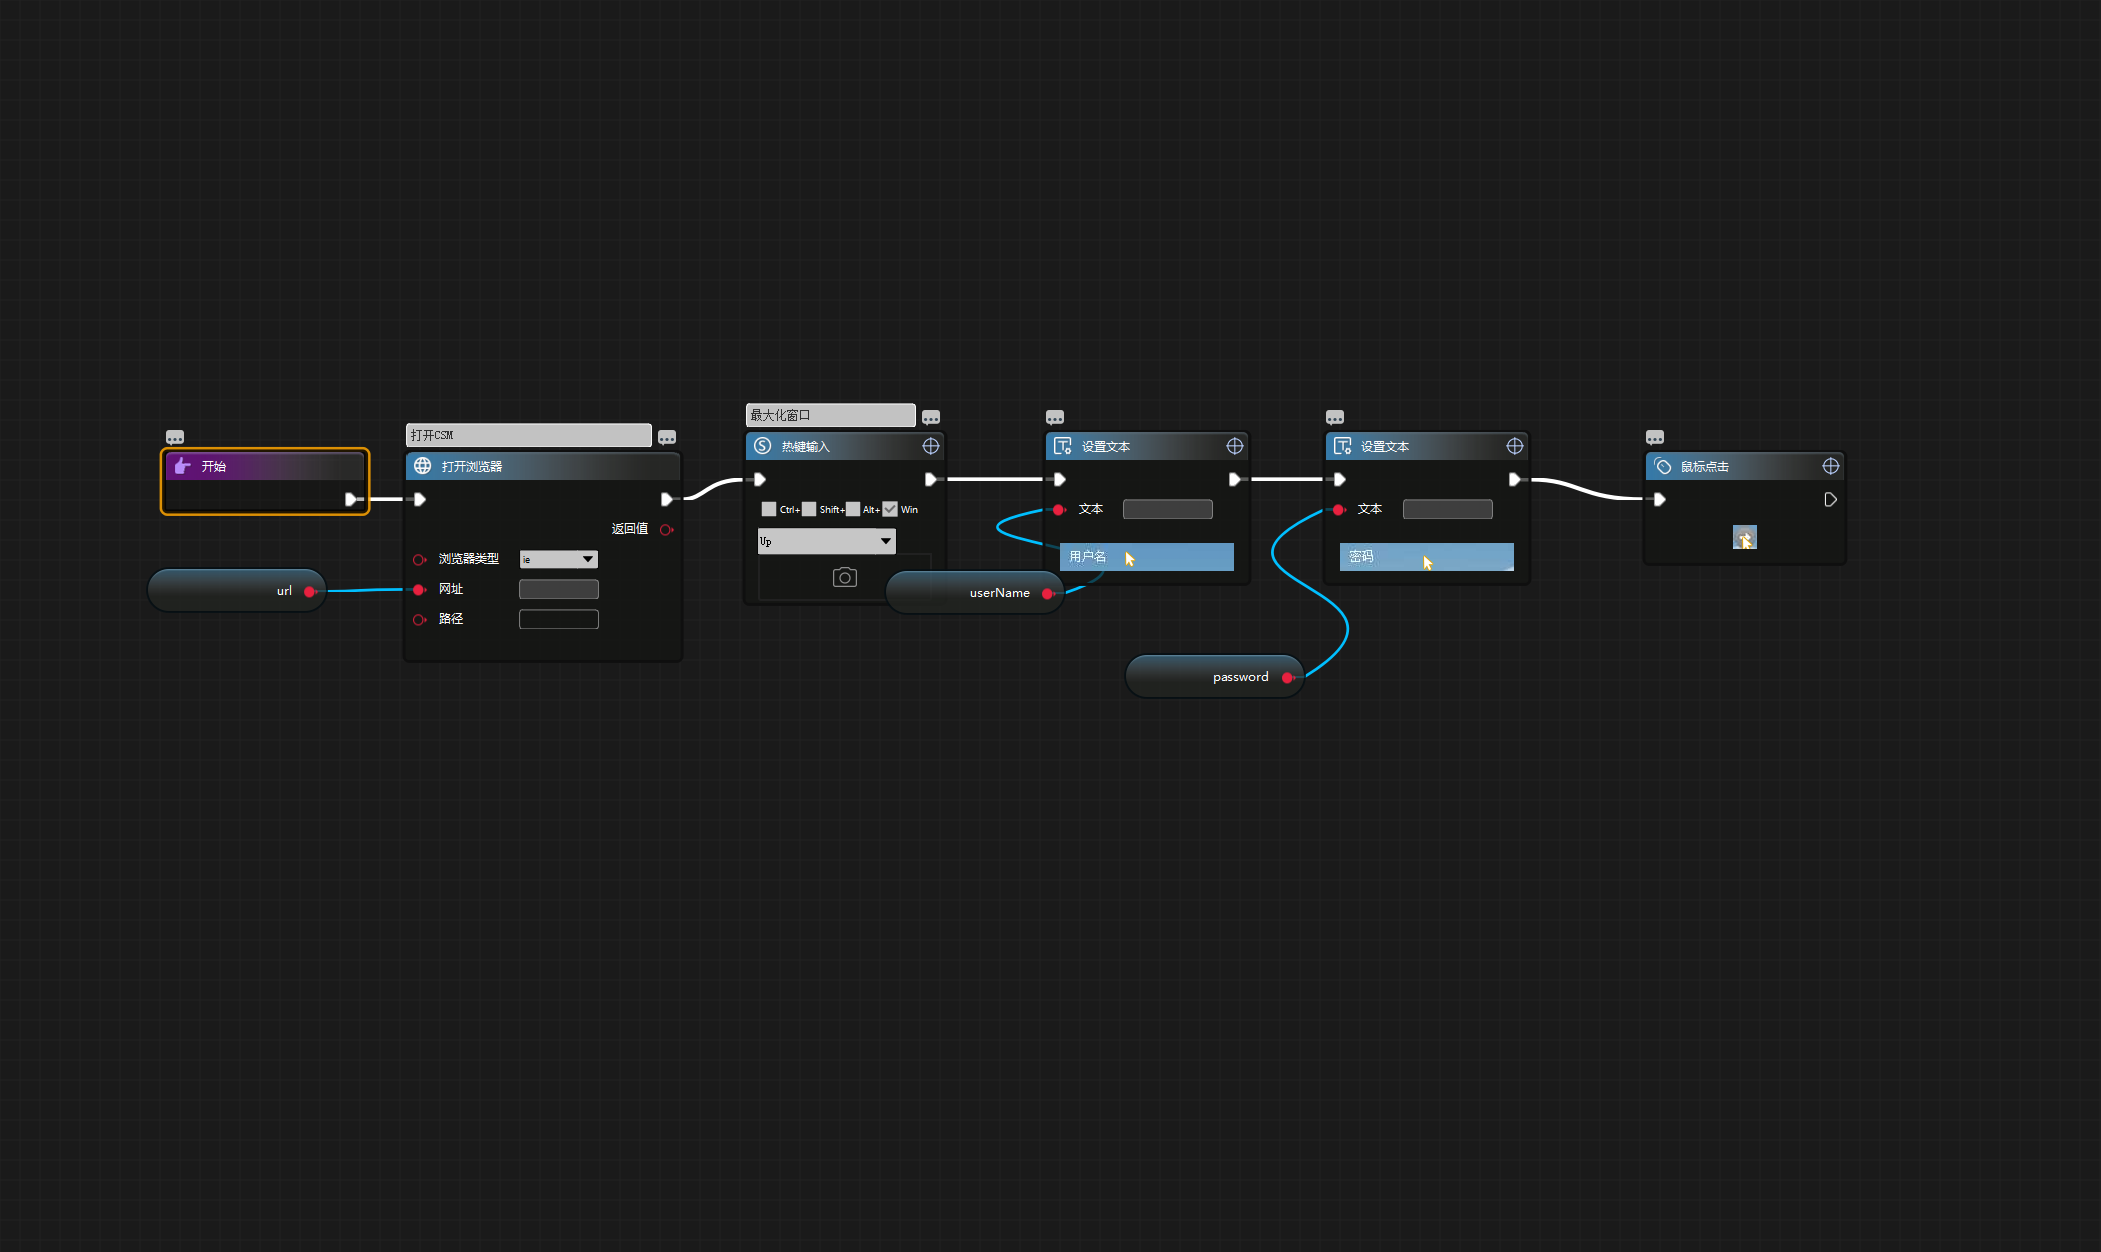 开始
打开CSM
打开浏览器
返回值
浏览器类型
ie
网址
路径
url
最大化窗口
热键输入
Ctrl+
Shift+
Alt+
Win
Up
设置文本
文本
用户名
userName
设置文本
文本
密码
password
鼠标点击